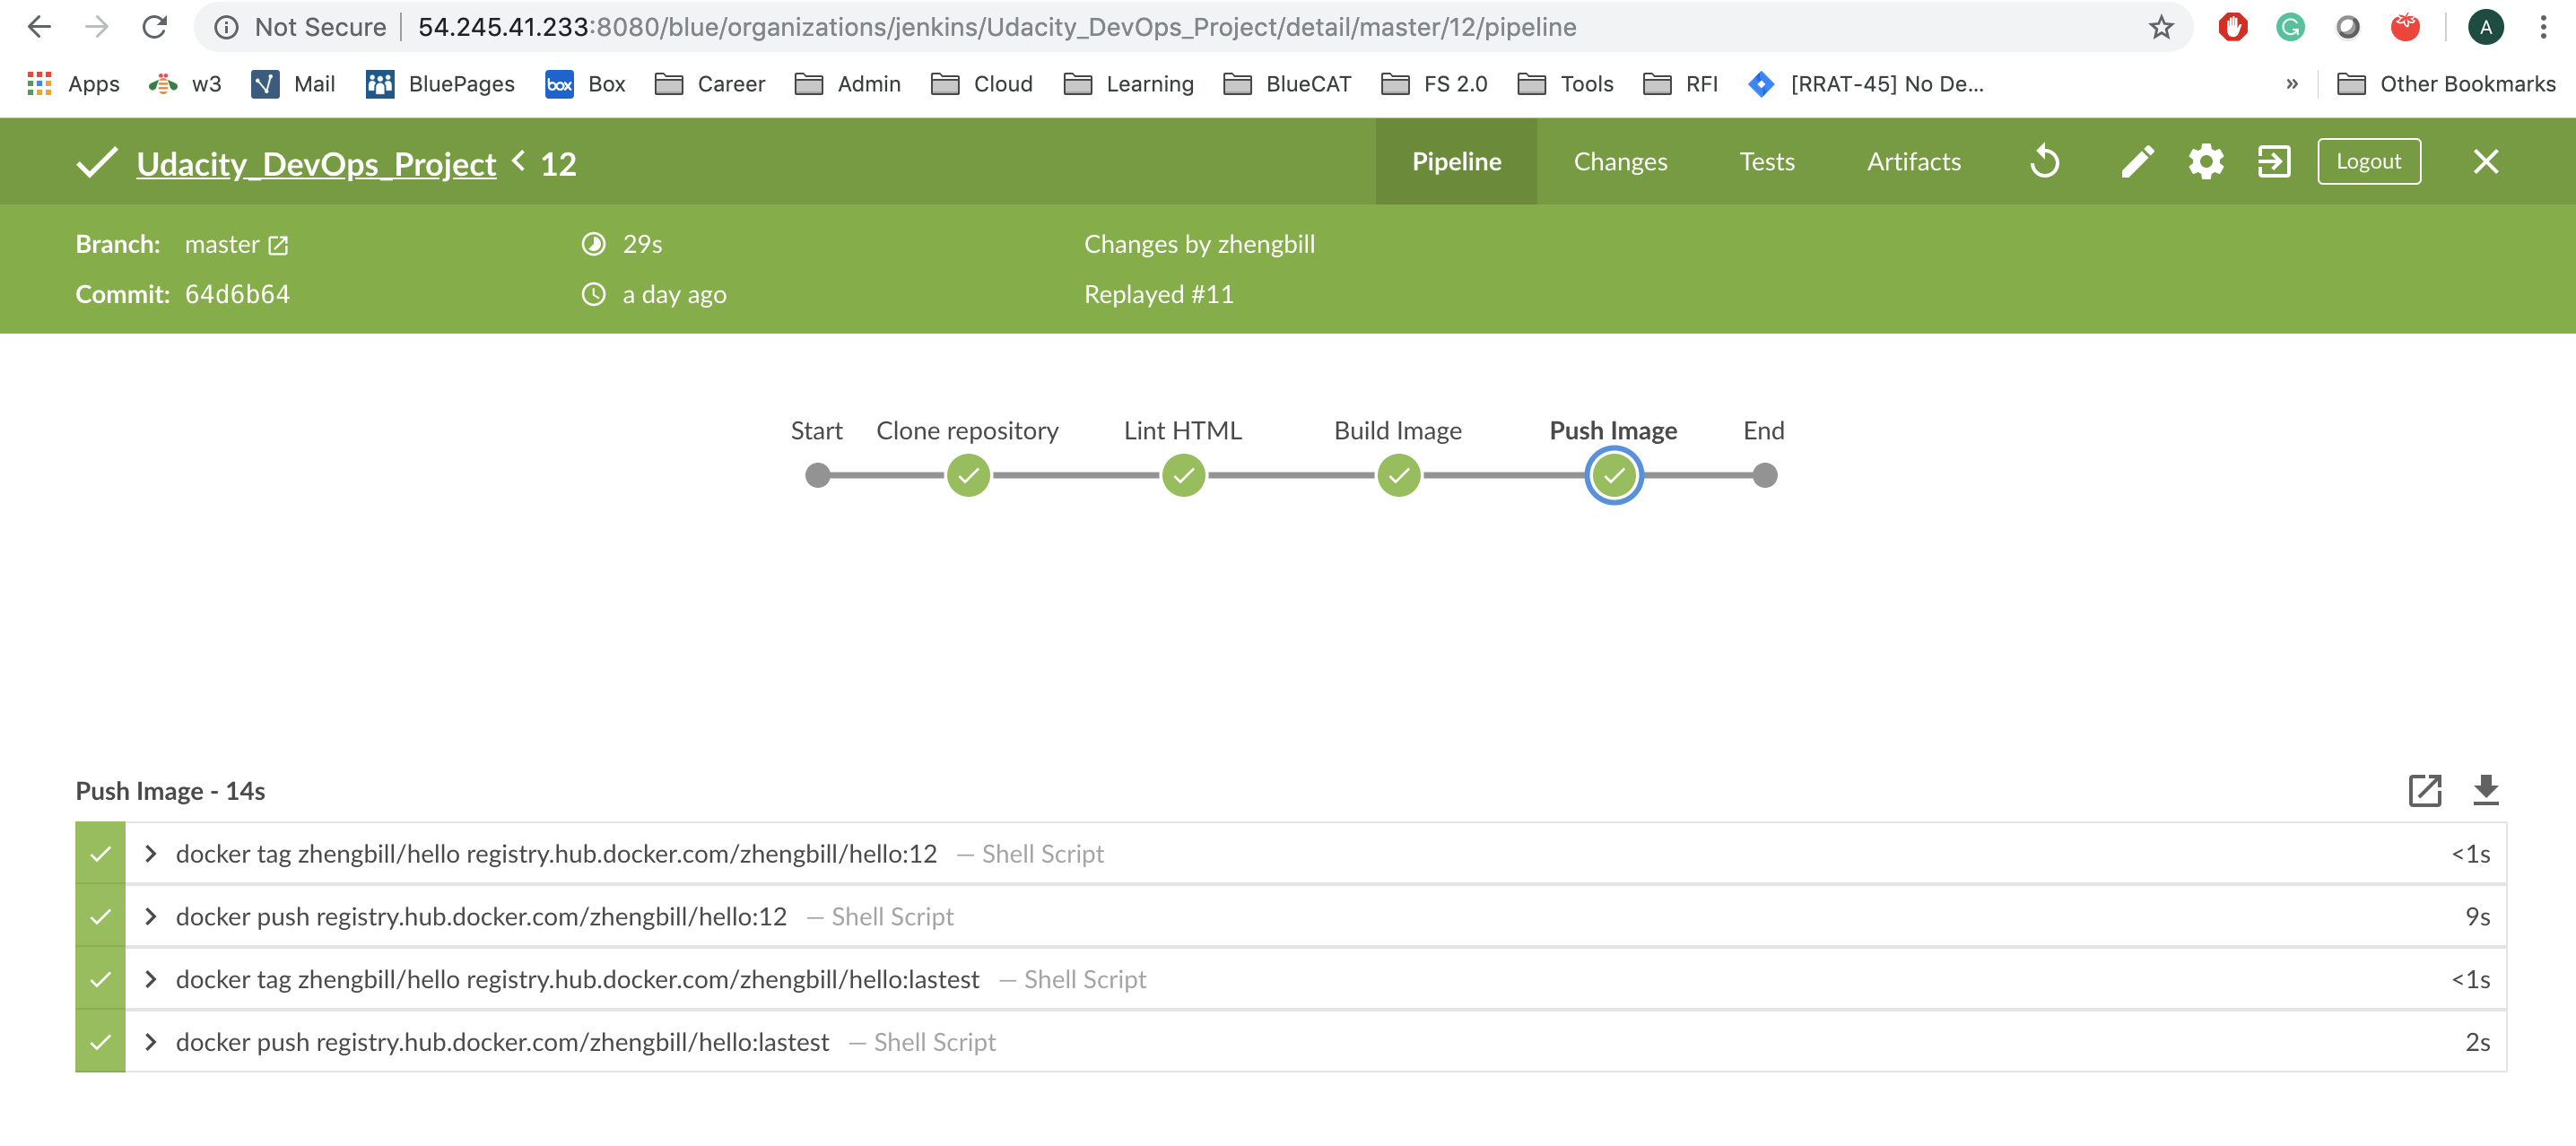 Not Secure 54.245.41.233:8080/blue/organizations/jenkins/Udacity_DevOps_Project/detail/master/12/pipeline A
Apps w3 Mail BluePages box Box Career Admin Cloud Learning BlueCAT FS 2.0 Tools RFI [RRAT-45] No De... » Other Bookmarks
Udacity_DevOps_Project < 12 Pipeline Changes Tests Artifacts Logout
Branch: master 29s Changes by zhengbill
Commit: 64d6b64 a day ago Replayed #11
Start Clone repository Lint HTML Build Image Push Image End
Push Image - 14s
docker tag zhengbill/hello registry.hub.docker.com/zhengbill/hello:12 — Shell Script <1s
docker push registry.hub.docker.com/zhengbill/hello:12 — Shell Script 9s
docker tag zhengbill/hello registry.hub.docker.com/zhengbill/hello:lastest — Shell Script <1s
docker push registry.hub.docker.com/zhengbill/hello:lastest — Shell Script 2s